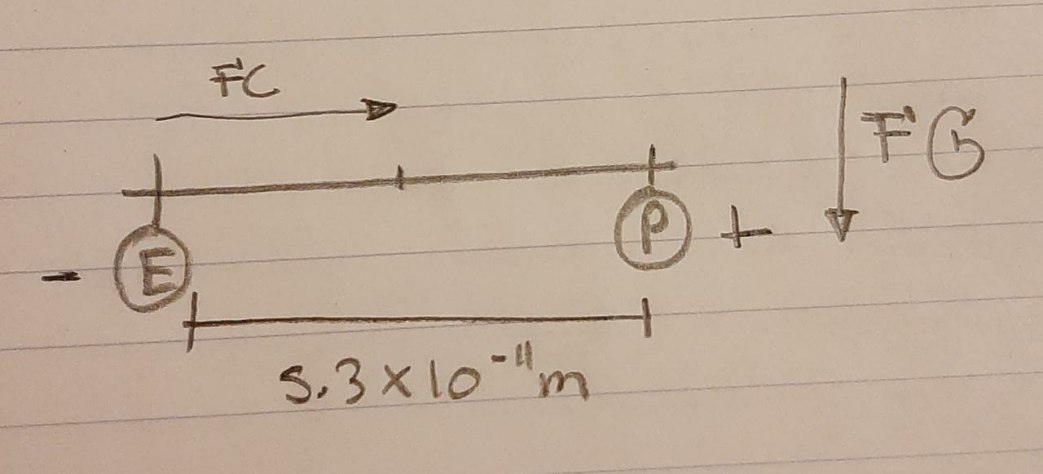 FC
FG
E
P
- +
5.3×10⁻¹¹m